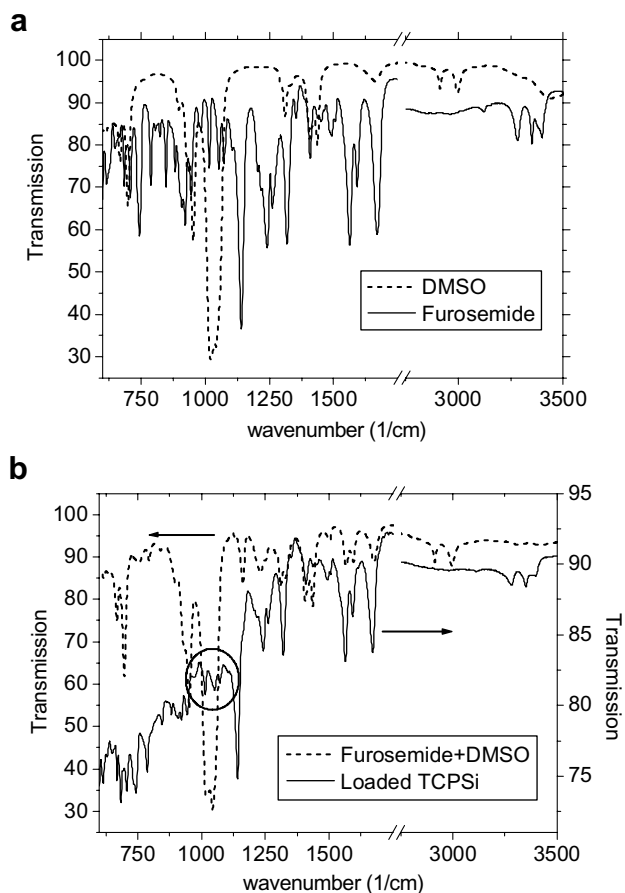 a
100
90
80
70
60
50
40
30
Transmission
DMSO
Furosemide
750 1000 1250 1500 3000 3500
wavenumber (1/cm)
b
100
90
80
70
60
50
40
30
Transmission
95
90
85
80
75
Transmission
Furosemide+DMSO
Loaded TCPSi
750 1000 1250 1500 3000 3500
wavenumber (1/cm)